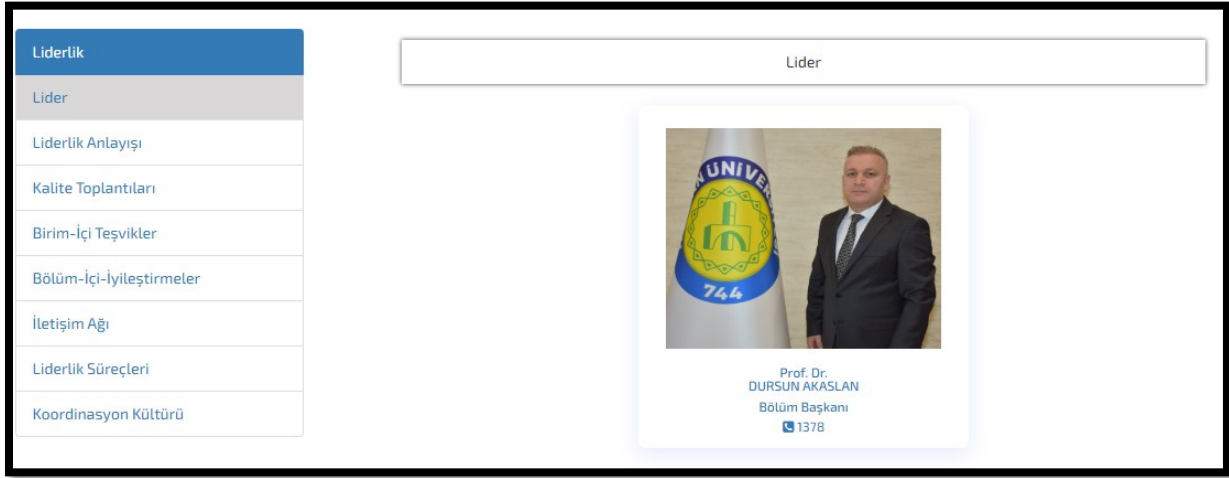 Liderlik
Lider
Liderlik Anlayışı
Kalite Toplantıları
Birim-İçi Teşvikler
Bölüm-İçi-İyileştirmeler
İletişim Ağı
Liderlik Süreçleri
Koordinasyon Kültürü
Lider
N ÜNİVE
744
Prof. Dr.
DURSUN AKASLAN
Bölüm Başkanı
1378